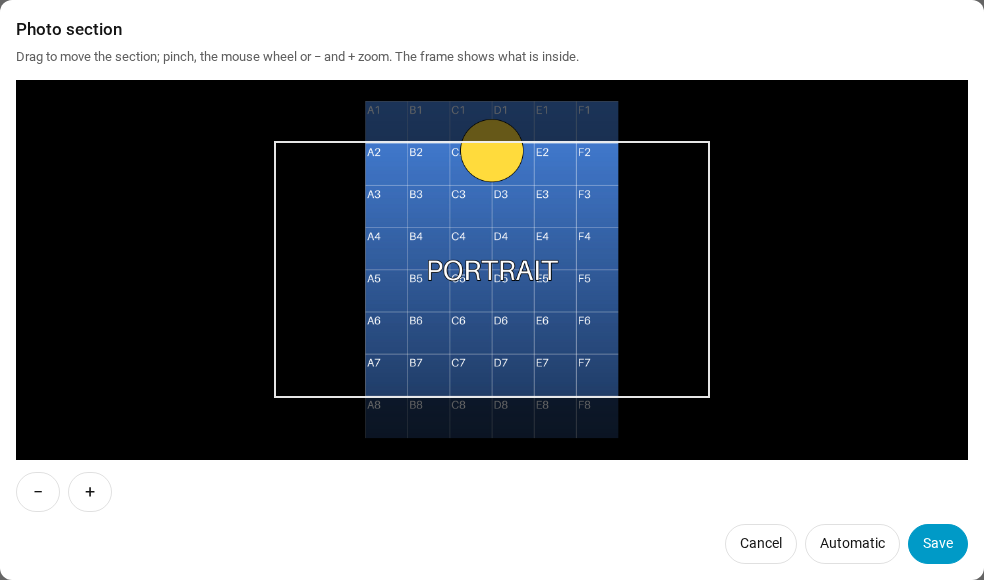 Photo section
Drag to move the section; pinch, the mouse wheel or − and + zoom. The frame shows what is inside.
A1 B1 C1 D1 E1 F1
A2 B2 C E2 F2
A3 B3 C3 D3 E3 F3
A4 B4 C4 D4 E4 F4
PORTRAIT
A5 B5 C5 D5 E5 F5
A6 B6 C6 D6 E6 F6
A7 B7 C7 D7 E7 F7
A8 B8 C8 D8 E8 F8
− +
Cancel Automatic Save